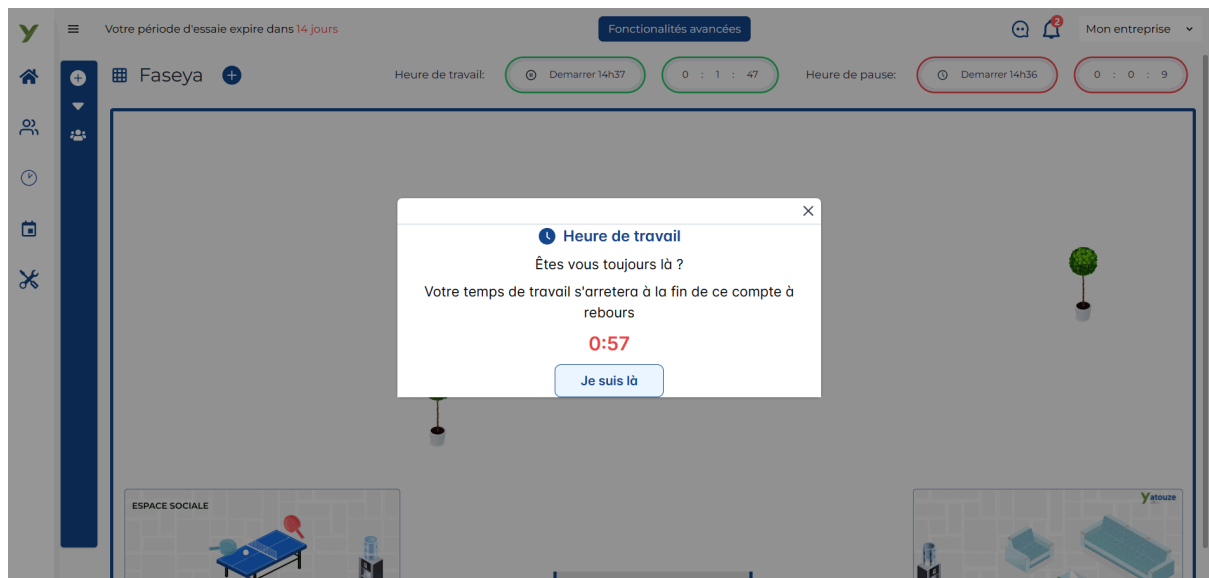 Votre période d'essaie expire dans 14 jours
Fonctionalités avancées
2
Mon entreprise
Faseya
Heure de travail:
Demarrer 14h37
0 : 1 : 47
Heure de pause:
Demarrer 14h36
0 : 0 : 9
Heure de travail
Êtes vous toujours là ?
Votre temps de travail s'arretera à la fin de ce compte à
rebours
0:57
Je suis là
ESPACE SOCIALE
Yatouze